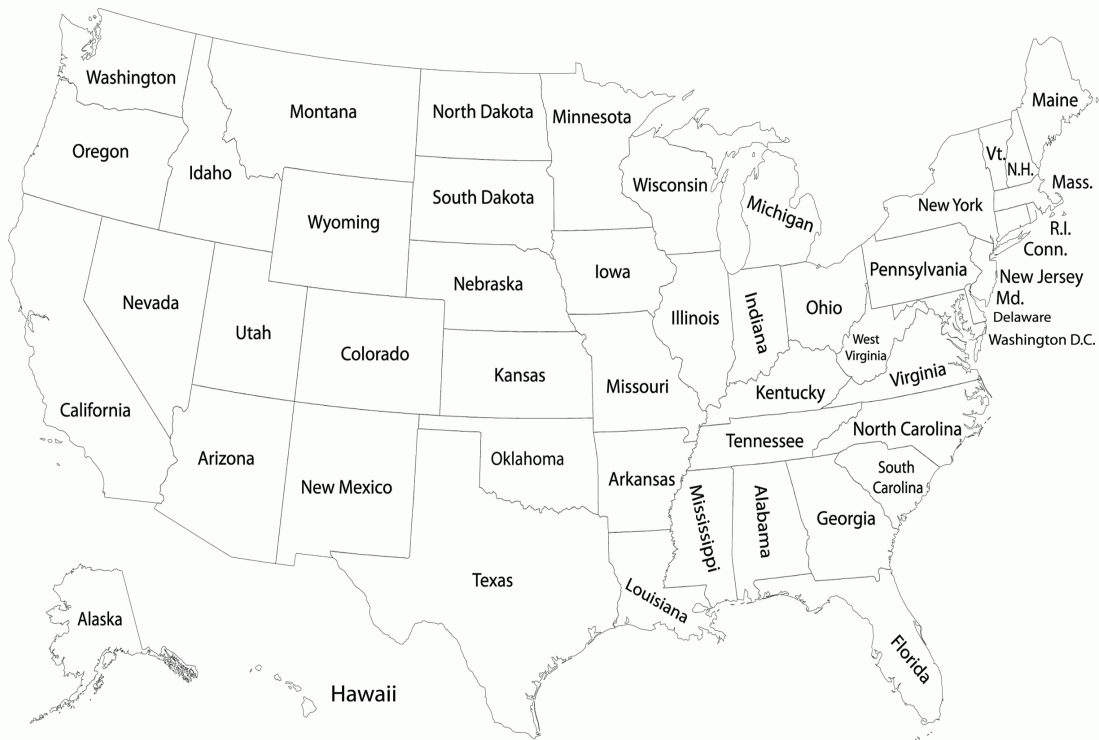 Washington
Montana
North Dakota
Minnesota
Maine
Oregon
Idaho
Vt.
N.H.
Wisconsin
Mass.
South Dakota
New York
Michigan
Wyoming
R.I.
Conn.
Pennsylvania
Iowa
New Jersey
Nebraska
Md.
Nevada
Ohio
Delaware
Illinois
Indiana
Utah
West
Virginia
Washington D.C.
Colorado
Kansas
Virginia
Missouri
Kentucky
California
North Carolina
Tennessee
Arizona
Oklahoma
South
Carolina
Arkansas
New Mexico
Mississippi
Alabama
Georgia
Texas
Louisiana
Alaska
Florida
Hawaii